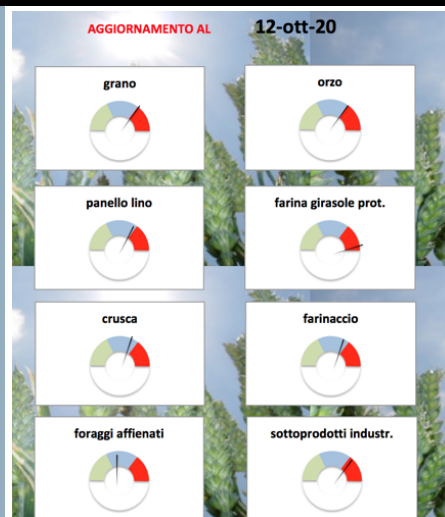 AGGIORNAMENTO AL 12-ott-20
grano
orzo
panello lino
farina girasole prot.
crusca
farinaccio
foraggi affienati
sottoprodotti industr.